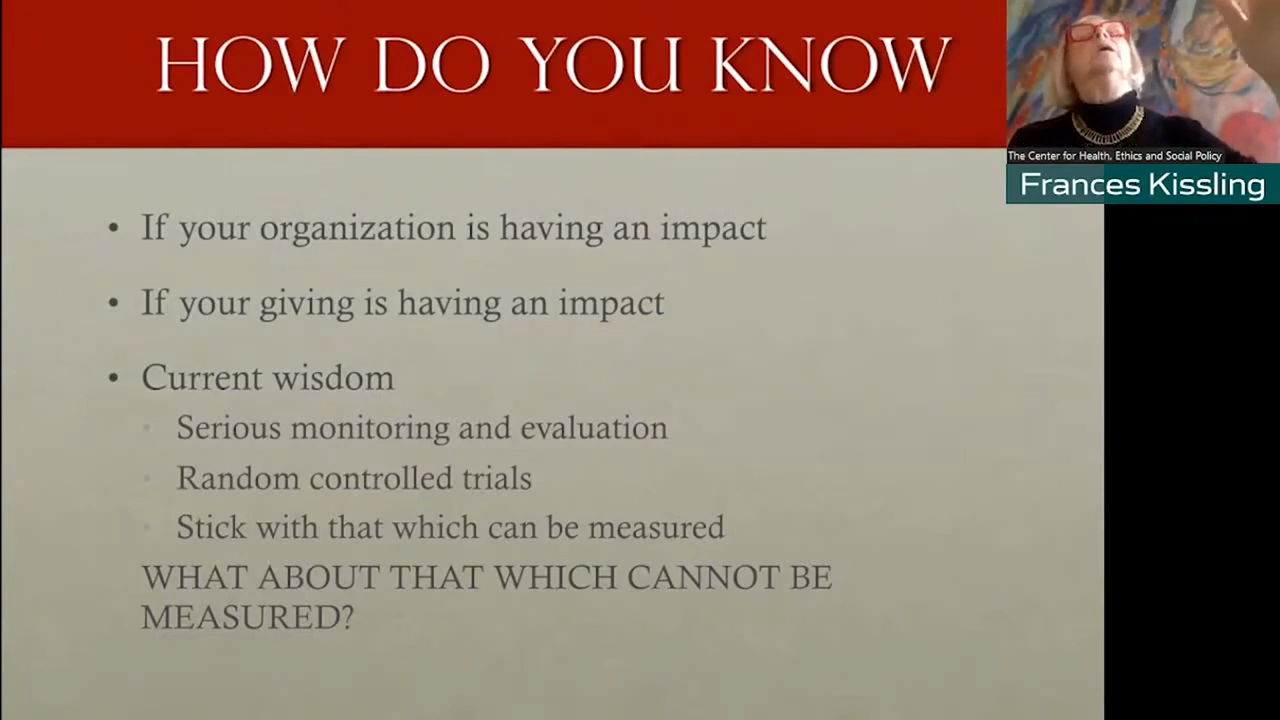 HOW DO YOU KNOW
The Center for Health, Ethics and Social Policy
Frances Kissling
• If your organization is having an impact
• If your giving is having an impact
• Current wisdom
• Serious monitoring and evaluation
• Random controlled trials
• Stick with that which can be measured
WHAT ABOUT THAT WHICH CANNOT BE
MEASURED?